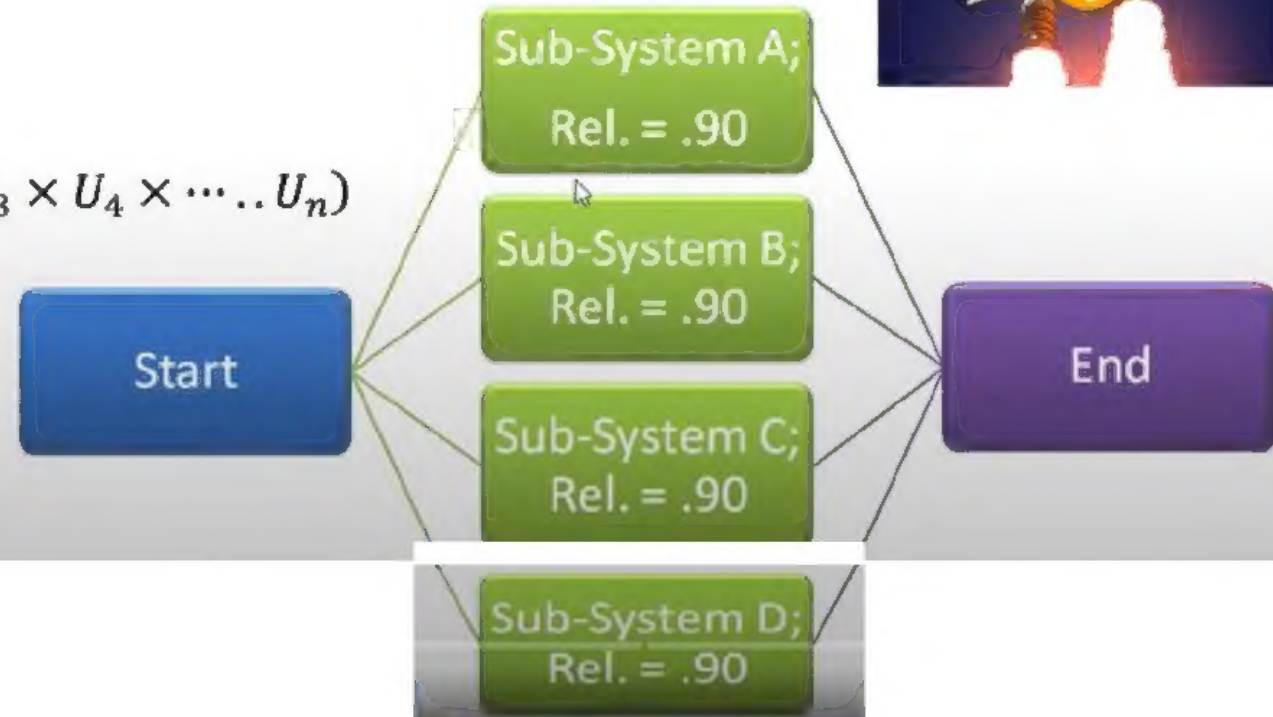 Sub-System A;
Rel. = .90
₃ × U₄ × ⋯ . . Uₙ)
Sub-System B;
Rel. = .90
Start
End
Sub-System C;
Rel. = .90
Sub-System D;
Rel. = .90